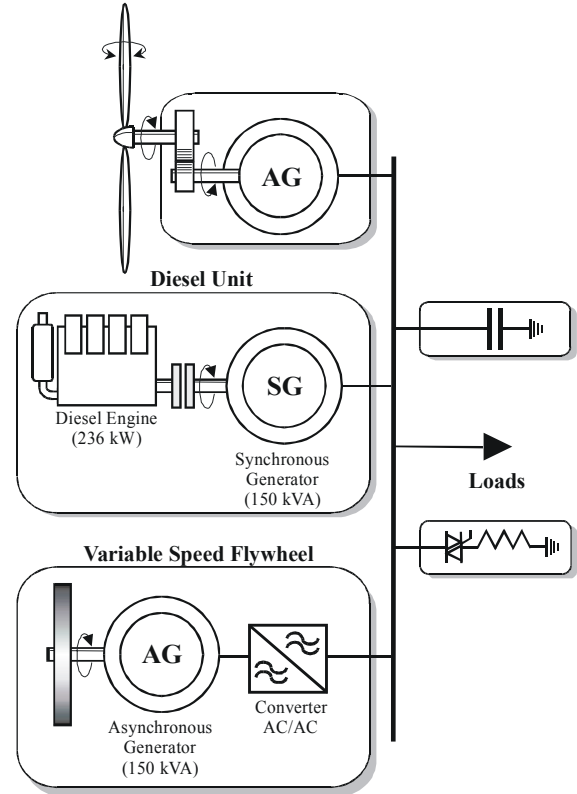 AG
Diesel Unit
SG
Diesel Engine
(236 kW)
Synchronous
Generator
(150 kVA)
Loads
Variable Speed Flywheel
AG
Converter
AC/AC
Asynchronous
Generator
(150 kVA)